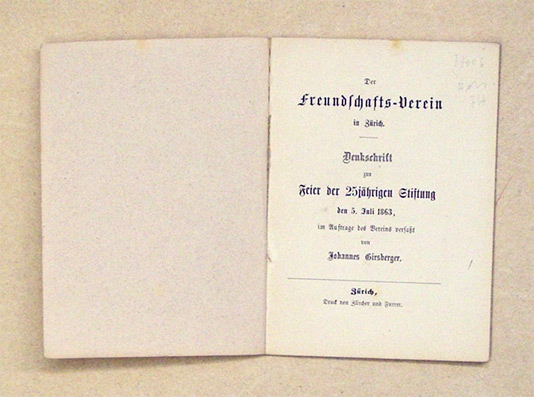 Der
Freundschafts-Verein
in Zürich.
Denkschrift
zur
Feier der 25jährigen Stiftung
den 5. Juli 1863,
im Auftrage des Vereins verfaßt
von
Johannes Girsberger.
Zürich,
Druck von Zürcher und Furrer.